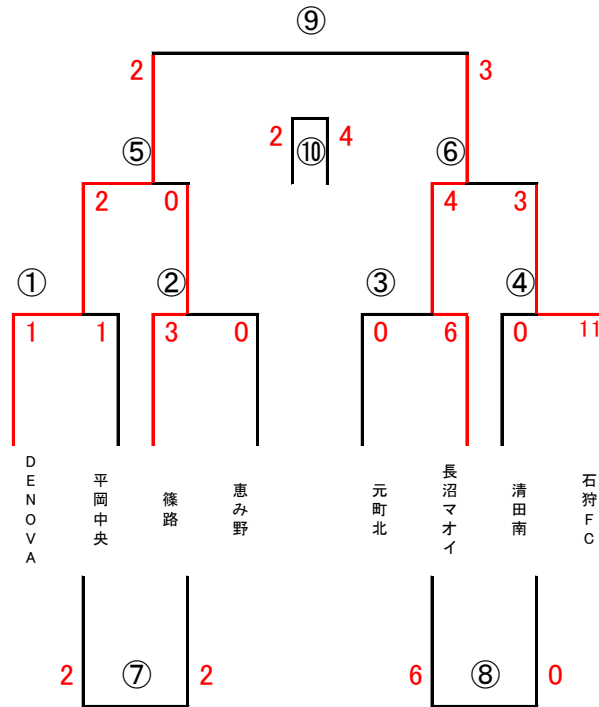 ⑨
2 3
2 ⑩ 4
⑤ ⑥
2 0 4 3
① ② ③ ④
1 1 3 0 0 6 0 11
DENOVA
平岡中央
篠路
恵み野
元町北
長沼マオイ
清田南
石狩FC
2 ⑦ 2 6 ⑧ 0